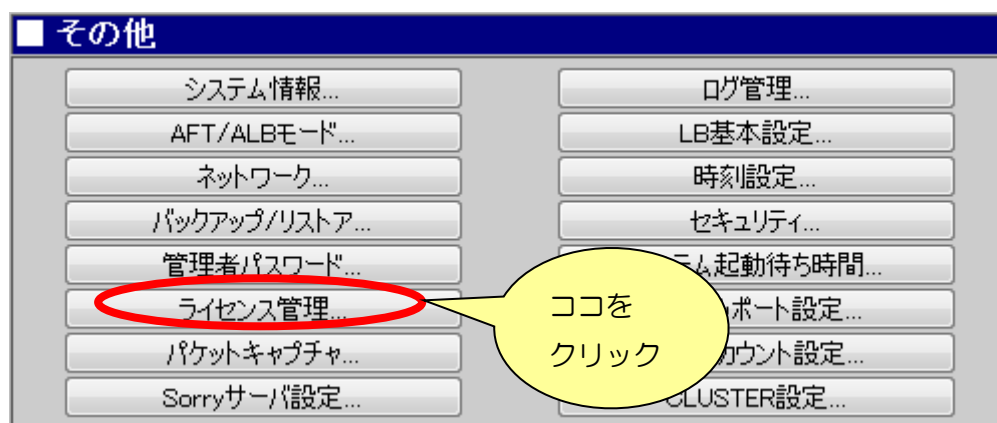 ■ その他
システム情報...
ログ管理...
AFT/ALBモード...
LB基本設定...
ネットワーク...
時刻設定...
バックアップ/リストア...
セキュリティ...
管理者パスワード...
ム起動待ち時間...
ライセンス管理...
ココを
ポート設定...
パケットキャプチャ...
クリック
カウント設定...
Sorryサーバ設定...
CLUSTER設定...